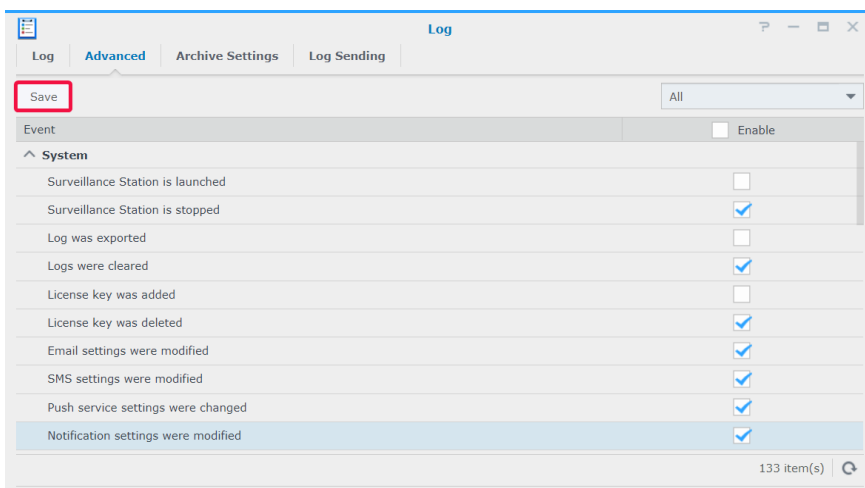 Log
Log Advanced Archive Settings Log Sending
Save All
Event Enable
System
Surveillance Station is launched
Surveillance Station is stopped
Log was exported
Logs were cleared
License key was added
License key was deleted
Email settings were modified
SMS settings were modified
Push service settings were changed
Notification settings were modified
133 item(s)